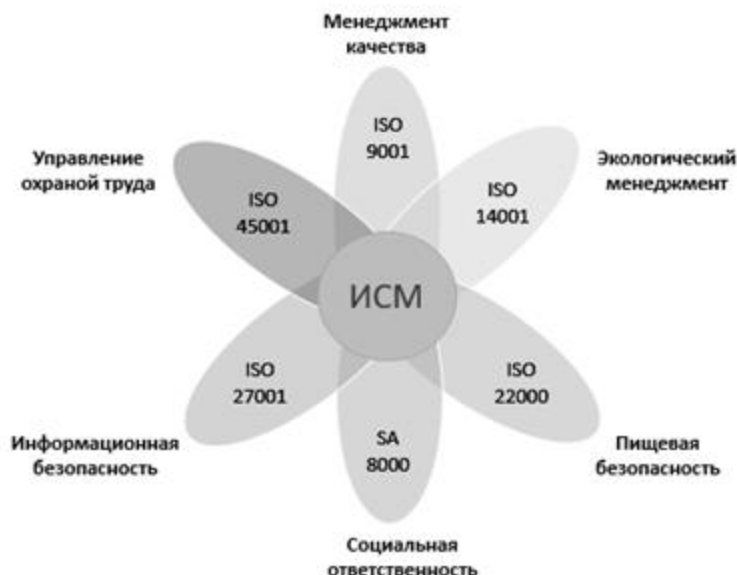 Менеджмент
качества
ISO
9001
Экологический
менеджмент
ISO
14001
Управление
охраной труда
ISO
45001
ИСМ
ISO
27001
Информационная
безопасность
ISO
22000
Пищевая
безопасность
SA
8000
Социальная
ответственность